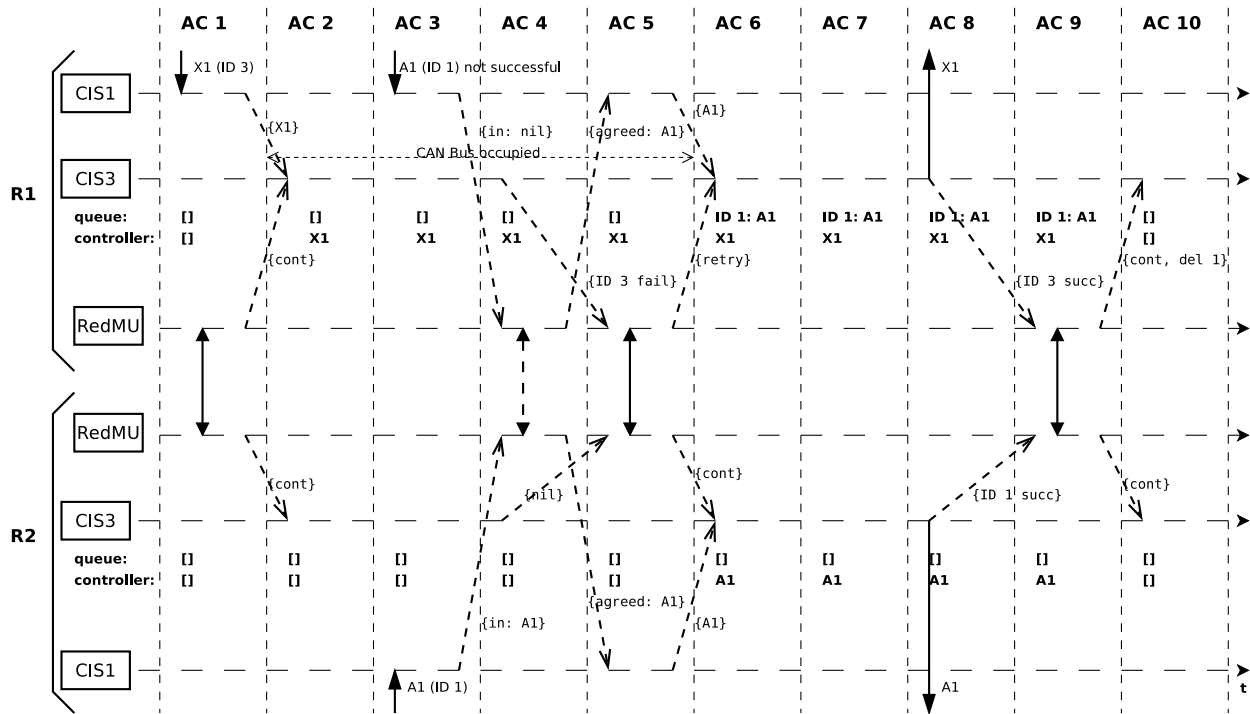 AC 1 AC 2 AC 3 AC 4 AC 5 AC 6 AC 7 AC 8 AC 9 AC 10
X1 (ID 3) A1 (ID 1) not successful X1
CIS1
{X1} {in: nil} {agreed: A1} {A1}
CAN Bus occupied
CIS3
R1
queue: [] [] [] [] [] ID 1: A1 ID 1: A1 ID 1: A1 ID 1: A1 []
controller: [] X1 X1 X1 X1 X1 X1 X1 X1 []
{cont} {ID 3 fail} {retry} {ID 3 succ} {cont, del 1}
RedMU
RedMU
{cont} {nil} {cont} {ID 1 succ} {cont}
CIS3
R2
queue: [] [] [] [] [] [] [] [] [] []
controller: [] [] [] [] [] A1 A1 A1 A1 []
{in: A1} {agreed: A1} {A1}
CIS1
A1 (ID 1) A1 t